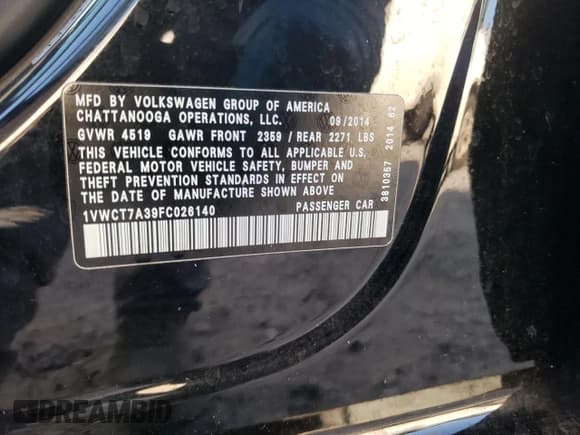 MFD BY VOLKSWAGEN GROUP OF AMERICA
CHATTANOOGA OPERATIONS, LLC. 09/2014
GVWR 4519 GAWR FRONT 2359 / REAR 2271 LBS
THIS VEHICLE CONFORMS TO ALL APPLICABLE U.S.
FEDERAL MOTOR VEHICLE SAFETY, BUMPER AND
THEFT PREVENTION STANDARDS IN EFFECT ON
THE DATE OF MANUFACTURE SHOWN ABOVE
1VWCT7A39FC026140 PASSENGER CAR
3810357 2014 62
DREAMBID